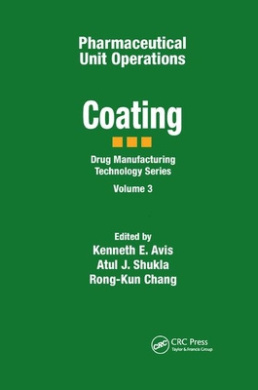 Pharmaceutical
Unit Operations
Coating
Drug Manufacturing
Technology Series
Volume 3
Edited by
Kenneth E. Avis
Atul J. Shukla
Rong-Kun Chang
CRC Press
Taylor & Francis Group